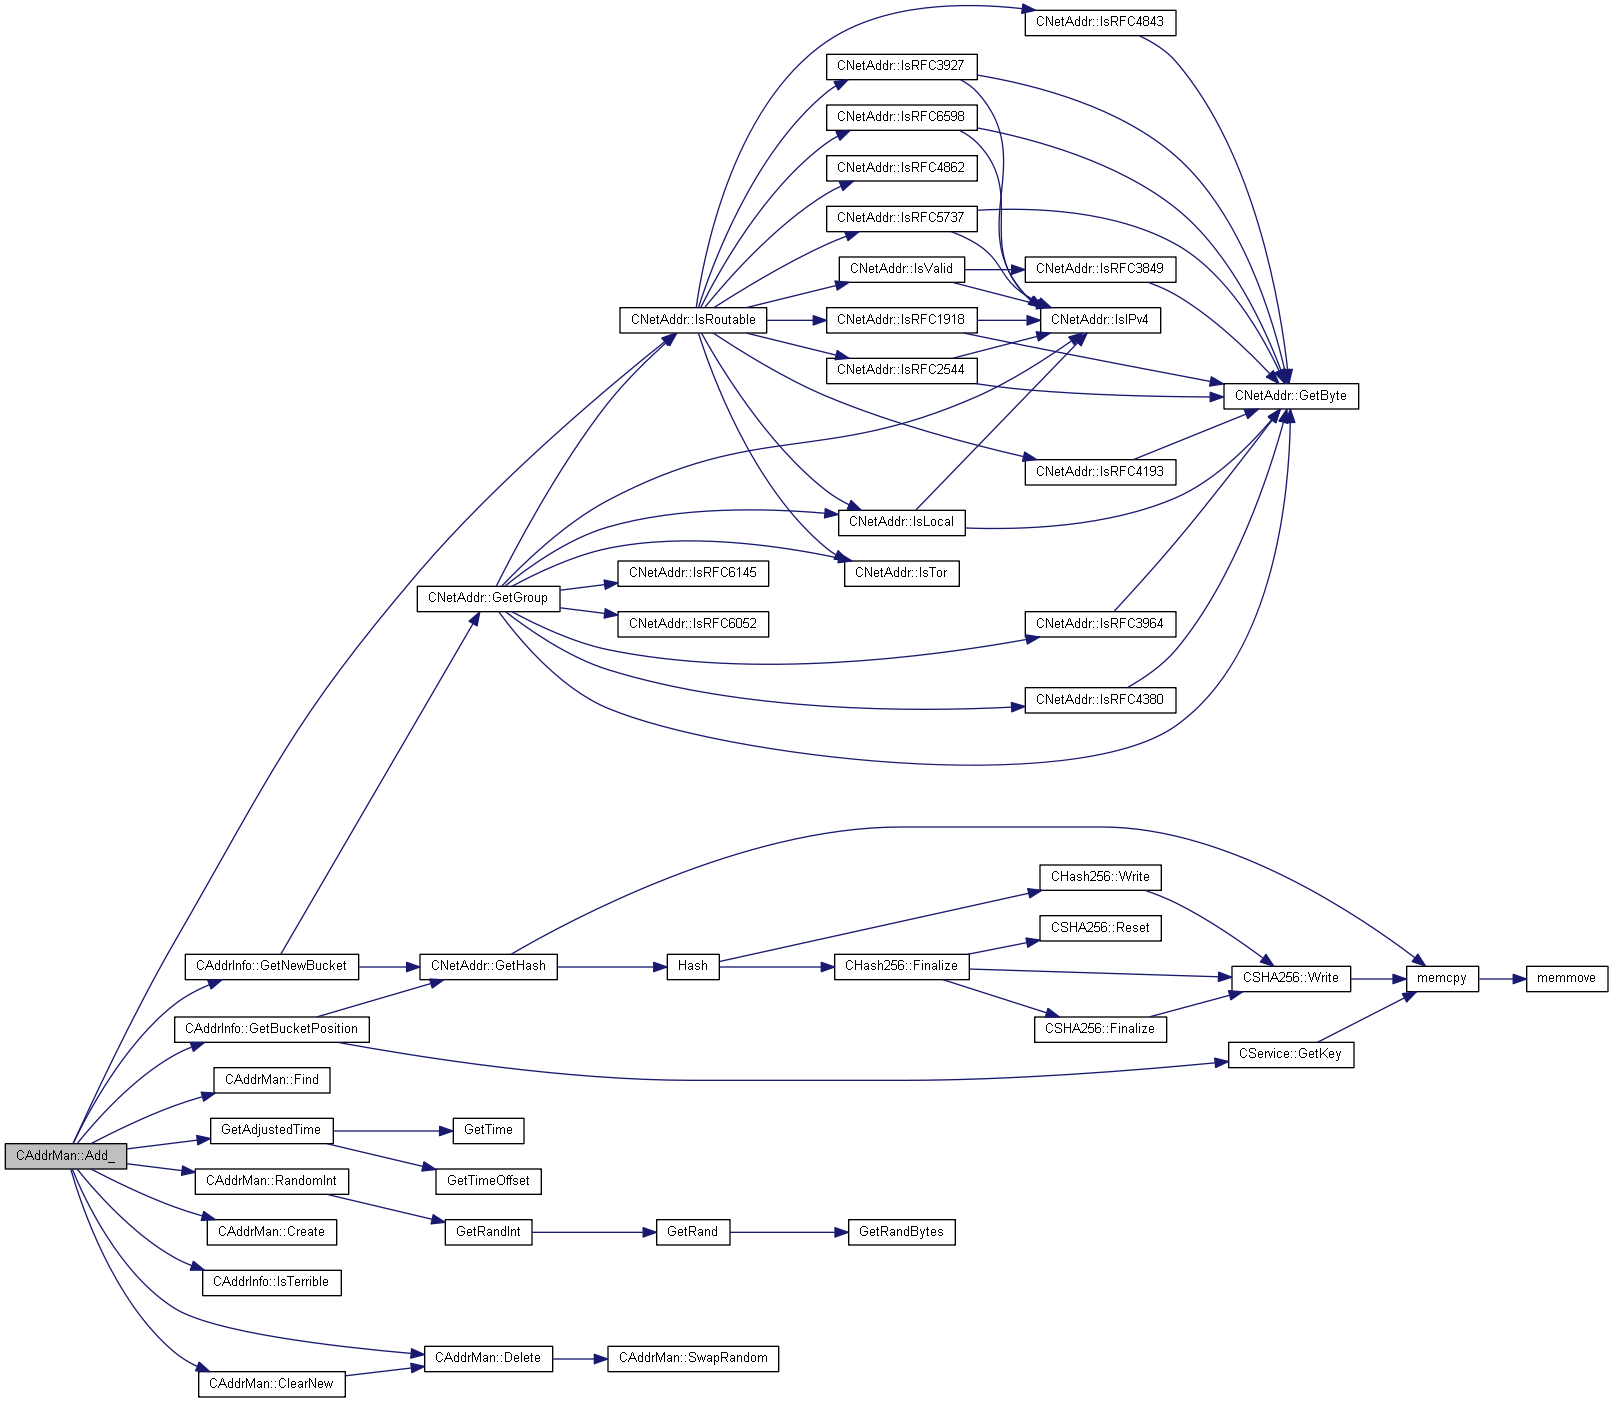 CNetAddr::IsRFC4843
CNetAddr::IsRFC3927
CNetAddr::IsRFC6598
CNetAddr::IsRFC4862
CNetAddr::IsRFC5737
CNetAddr::IsValid
CNetAddr::IsRFC3849
CNetAddr::IsRoutable
CNetAddr::IsRFC1918
CNetAddr::IsIPv4
CNetAddr::IsRFC2544
CNetAddr::GetByte
CNetAddr::IsRFC4193
CNetAddr::IsLocal
CNetAddr::IsRFC6145
CNetAddr::IsTor
CNetAddr::GetGroup
CNetAddr::IsRFC6052
CNetAddr::IsRFC3964
CNetAddr::IsRFC4380
CHash256::Write
CSHA256::Reset
CAddrInfo::GetNewBucket
CNetAddr::GetHash
Hash
CHash256::Finalize
CSHA256::Write
memcpy
memmove
CAddrInfo::GetBucketPosition
CSHA256::Finalize
CService::GetKey
CAddrMan::Find
GetAdjustedTime
GetTime
CAddrMan::Add_
CAddrMan::RandomInt
GetTimeOffset
CAddrMan::Create
GetRandInt
GetRand
GetRandBytes
CAddrInfo::IsTerrible
CAddrMan::Delete
CAddrMan::SwapRandom
CAddrMan::ClearNew